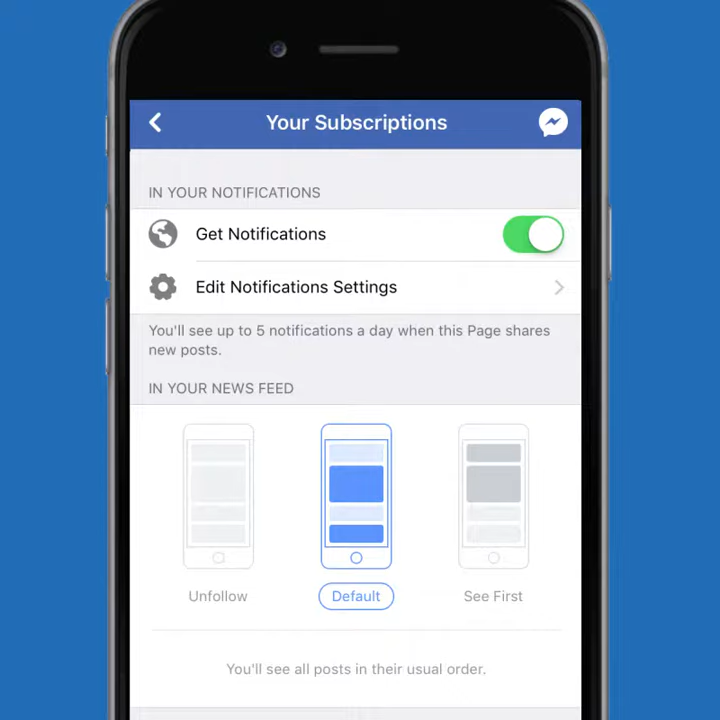 Your Subscriptions
IN YOUR NOTIFICATIONS
Get Notifications
Edit Notifications Settings
You'll see up to 5 notifications a day when this Page shares
new posts.
IN YOUR NEWS FEED
Unfollow
Default
See First
You'll see all posts in their usual order.